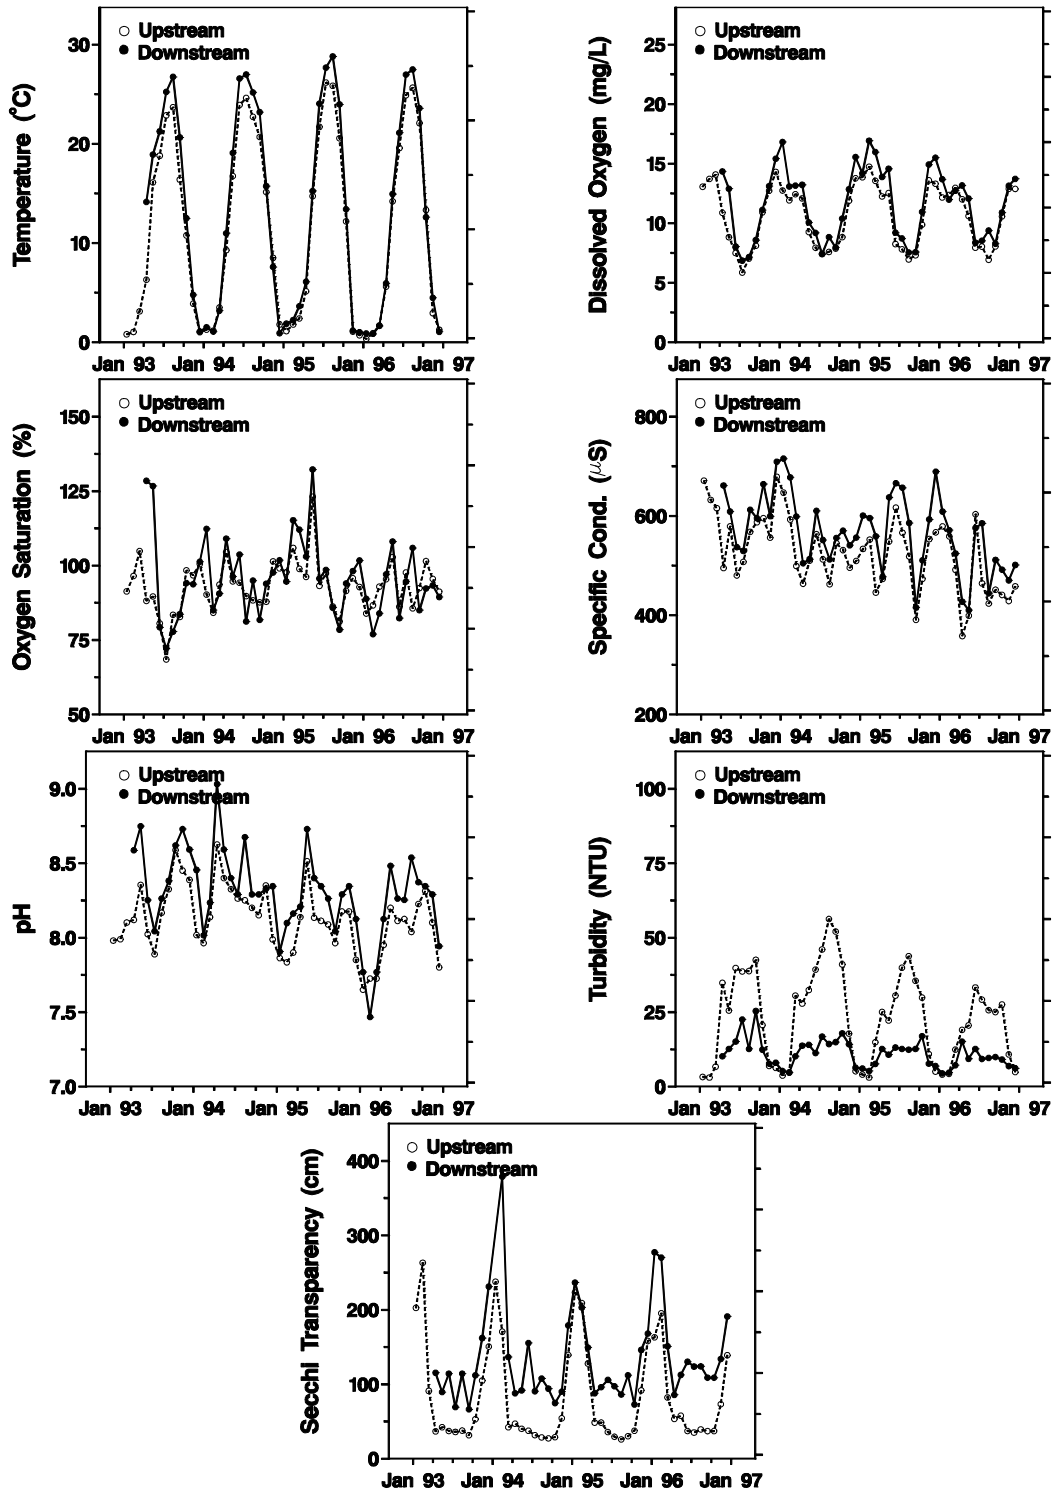 Upstream
Downstream
Temperature (°C)
30
20
10
0
Jan 93 Jan 94 Jan 95 Jan 96 Jan 97
Upstream
Downstream
Dissolved Oxygen (mg/L)
25
20
15
10
5
0
Jan 93 Jan 94 Jan 95 Jan 96 Jan 97
Upstream
Downstream
Oxygen Saturation (%)
150
125
100
75
50
Jan 93 Jan 94 Jan 95 Jan 96 Jan 97
Upstream
Downstream
Specific Cond. (μS)
800
600
400
200
Jan 93 Jan 94 Jan 95 Jan 96 Jan 97
Upstream
Downstream
pH
9.0
8.5
8.0
7.5
7.0
Jan 93 Jan 94 Jan 95 Jan 96 Jan 97
Upstream
Downstream
Turbidity (NTU)
100
75
50
25
0
Jan 93 Jan 94 Jan 95 Jan 96 Jan 97
Upstream
Downstream
Secchi Transparency (cm)
400
300
200
100
0
Jan 93 Jan 94 Jan 95 Jan 96 Jan 97